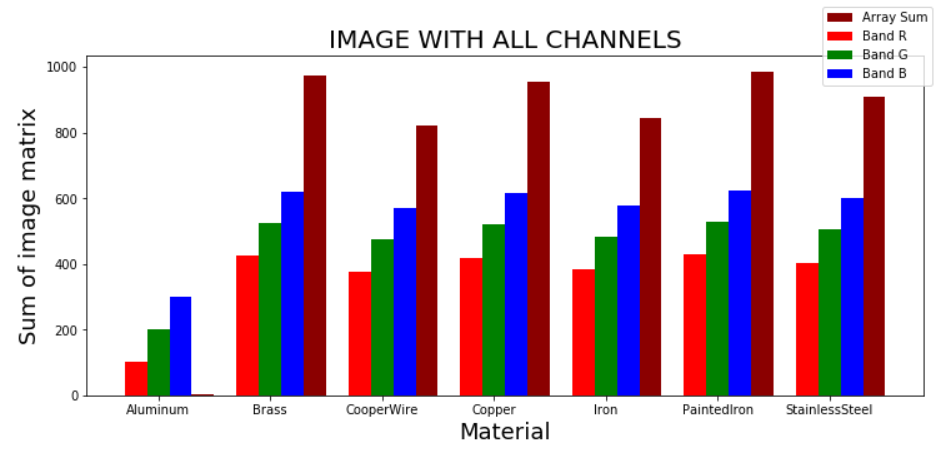 IMAGE WITH ALL CHANNELS
Array Sum
Band R
Band G
Band B
Sum of image matrix
1000
800
600
400
200
0
Aluminum Brass CooperWire Copper Iron PaintedIron StainlessSteel
Material